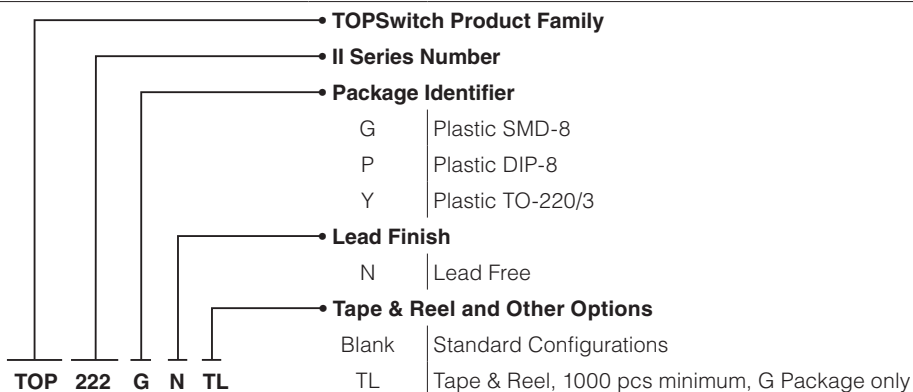 • TOPSwitch Product Family
• II Series Number
• Package Identifier
G Plastic SMD-8
P Plastic DIP-8
Y Plastic TO-220/3
• Lead Finish
N Lead Free
• Tape & Reel and Other Options
Blank Standard Configurations
TOP 222 G N TL TL Tape & Reel, 1000 pcs minimum, G Package only